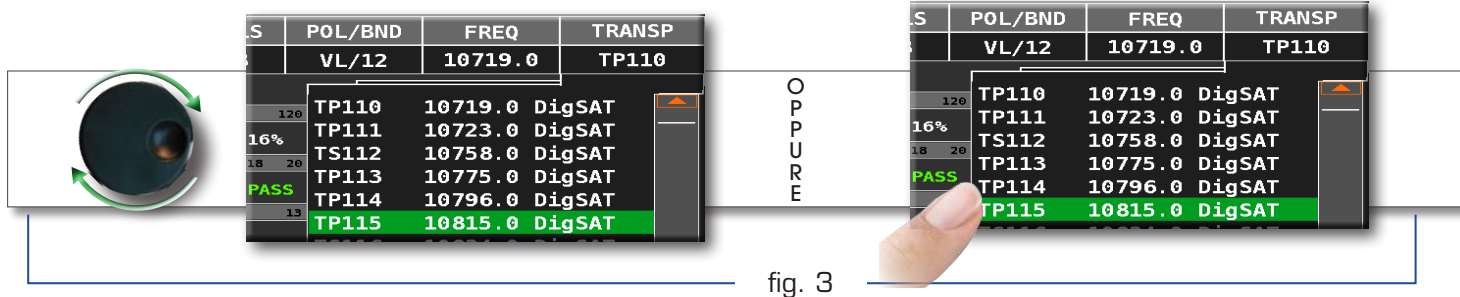 LS POL/BND FREQ TRANSP
VL/12 10719.0 TP110
120
16%
18 20
PASS
13
TP110 10719.0 DigSAT
TP111 10723.0 DigSAT
TS112 10758.0 DigSAT
TP113 10775.0 DigSAT
TP114 10796.0 DigSAT
TP115 10815.0 DigSAT
OPPURE
LS POL/BND FREQ TRANSP
VL/12 10719.0 TP110
120
16%
18 20
PASS
TP110 10719.0 DigSAT
TP111 10723.0 DigSAT
TS112 10758.0 DigSAT
TP113 10775.0 DigSAT
TP114 10796.0 DigSAT
TP115 10815.0 DigSAT
fig. 3